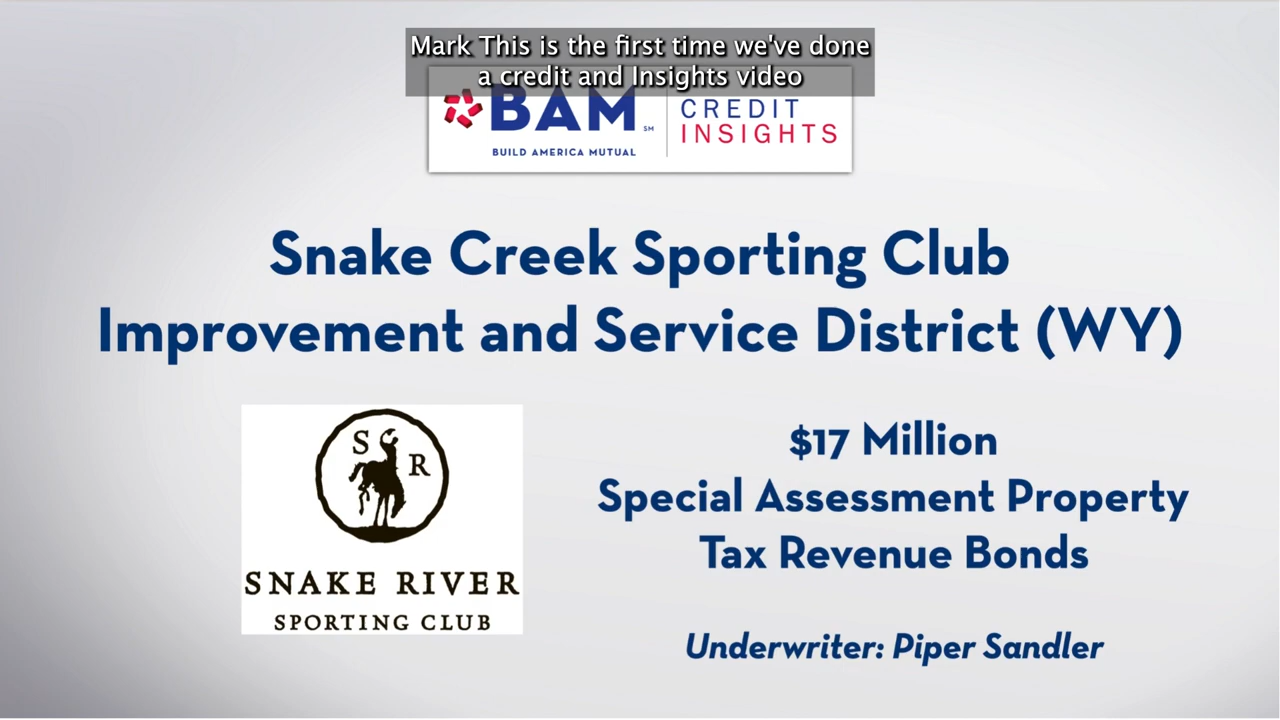 Mark This is the first time we've done
a credit and Insights video
BAM SM
BUILD AMERICA MUTUAL
CREDIT
INSIGHTS
Snake Creek Sporting Club
Improvement and Service District (WY)
S
R
SNAKE RIVER
SPORTING CLUB
$17 Million
Special Assessment Property
Tax Revenue Bonds
Underwriter: Piper Sandler